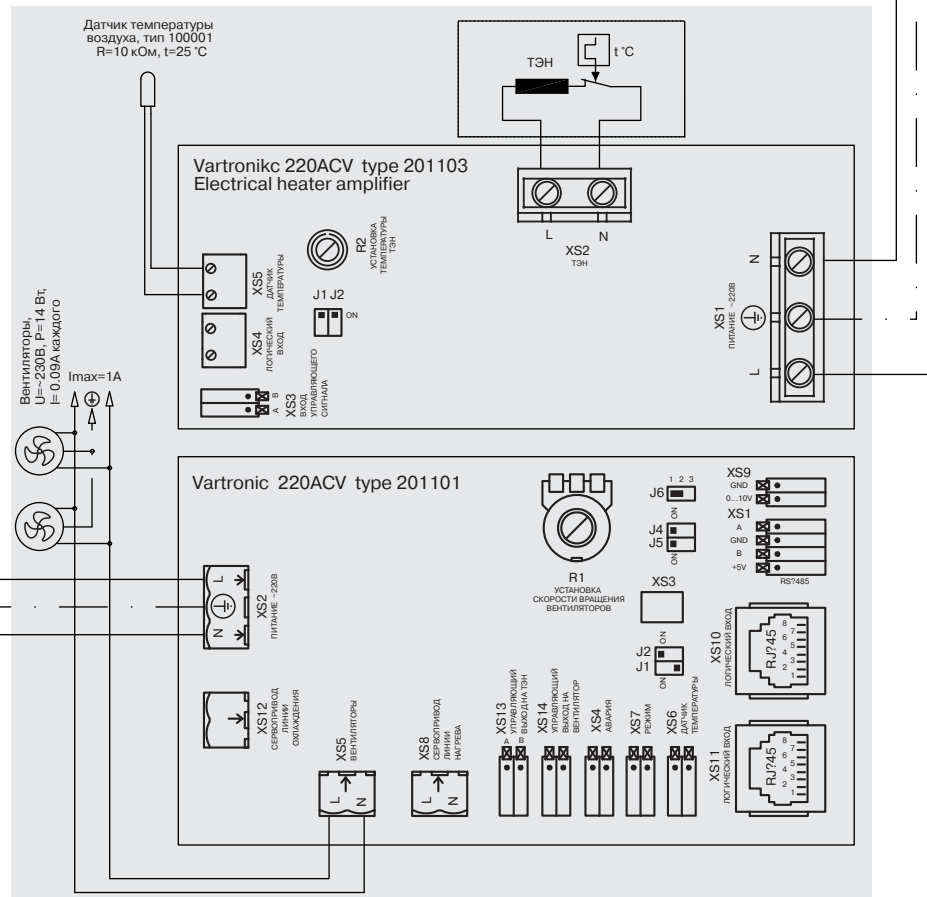 Датчик температуры
воздуха, тип 100001
R=10 кОм, t=25 °C
ТЭН
t °C
Vartronikc 220ACV type 201103
Electrical heater amplifier
L
N
XS2
ТЭН
R2
УСТАНОВКА
ТЕМПЕРАТУРЫ
ТЭН
XS5
ДАТЧИК
ТЕМПЕРАТУРЫ
J1 J2
ON
XS4
ЛОГИЧЕСКИЙ
ВХОД
B
A
XS3
ВХОД
УПРАВЛЯЮЩЕГО
СИГНАЛА
N
XS1
ПИТАНИЕ ~220В
L
Вентиляторы,
U=~230В, P=14 Вт,
I= 0.09А каждого
Imax=1A
Vartronic 220ACV type 201101
R1
УСТАНОВКА
СКОРОСТИ ВРАЩЕНИЯ
ВЕНТИЛЯТОРОВ
1 2 3
J6
ON
J4
J5
ON
XS3
ON
J2
J1
ON
XS9
GND
0...10V
XS1
A
GND
B
+5V
RS?485
L
N
XS2
ПИТАНИЕ ~220В
XS12
СЕРВОПРИВОД
ЛИНИИ
ОХЛАЖДЕНИЯ
XS5
ВЕНТИЛЯТОРЫ
L
N
XS8
СЕРВОПРИВОД
ЛИНИИ
НАГРЕВА
L
N
XS13
УПРАВЛЯЮЩИЙ
ВЫХОД НА ТЭН
A
B
XS14
УПРАВЛЯЮЩИЙ
ВЫХОД НА
ВЕНТИЛЯТОР
XS4
АВАРИЯ
XS7
РЕЖИМ
XS6
ДАТЧИК
ТЕМПЕРАТУРЫ
XS10
ЛОГИЧЕСКИЙ ВХОД
RJ?45
8
7
6
5
4
3
2
1
XS11
ЛОГИЧЕСКИЙ ВХОД
RJ?45
8
7
6
5
4
3
2
1